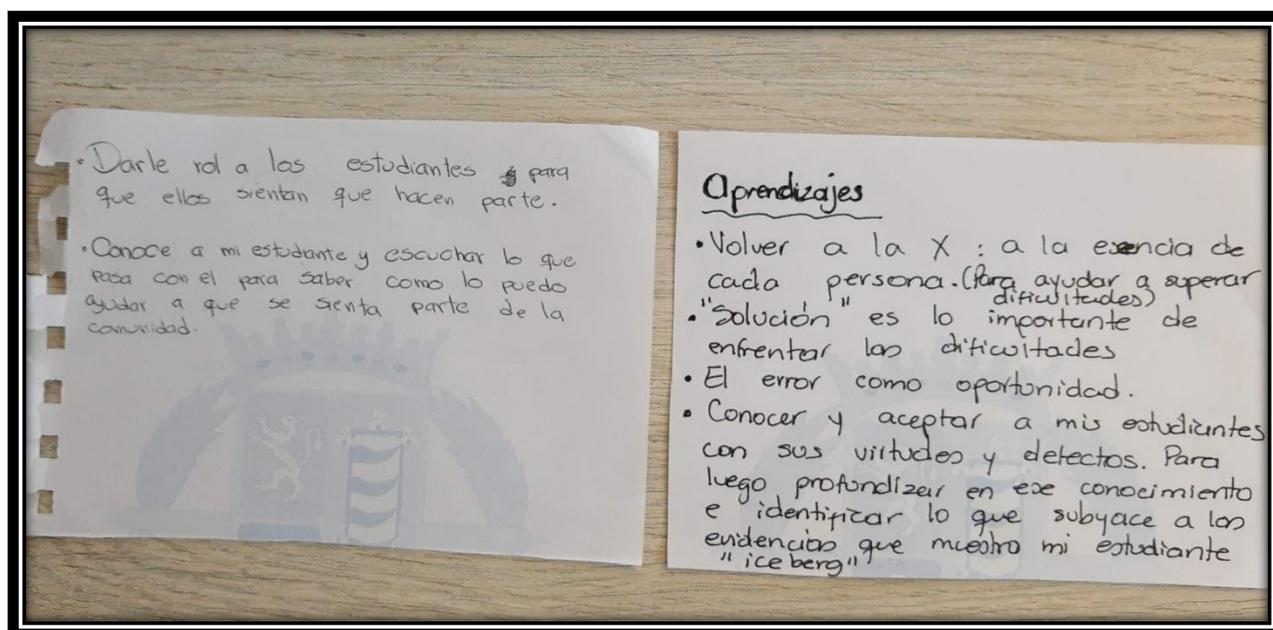 • Darle rol a los estudiantes para
que ellos sientan que hacen parte.
• Conoce a mi estudiante y escuchar lo que
pasa con el para saber como lo puedo
ayudar a que se sienta parte de la
comunidad.
Aprendizajes
• Volver a la X : a la esencia de
cada persona. (Para ayudar a superar
dificultades)
• "Solución" es lo importante de
enfrentar las dificultades
• El error como oportunidad.
• Conocer y aceptar a mis estudiantes
con sus virtudes y defectos. Para
luego profundizar en ese conocimiento
e identificar lo que subyace a las
evidencias que muestra mi estudiante
"ice berg"